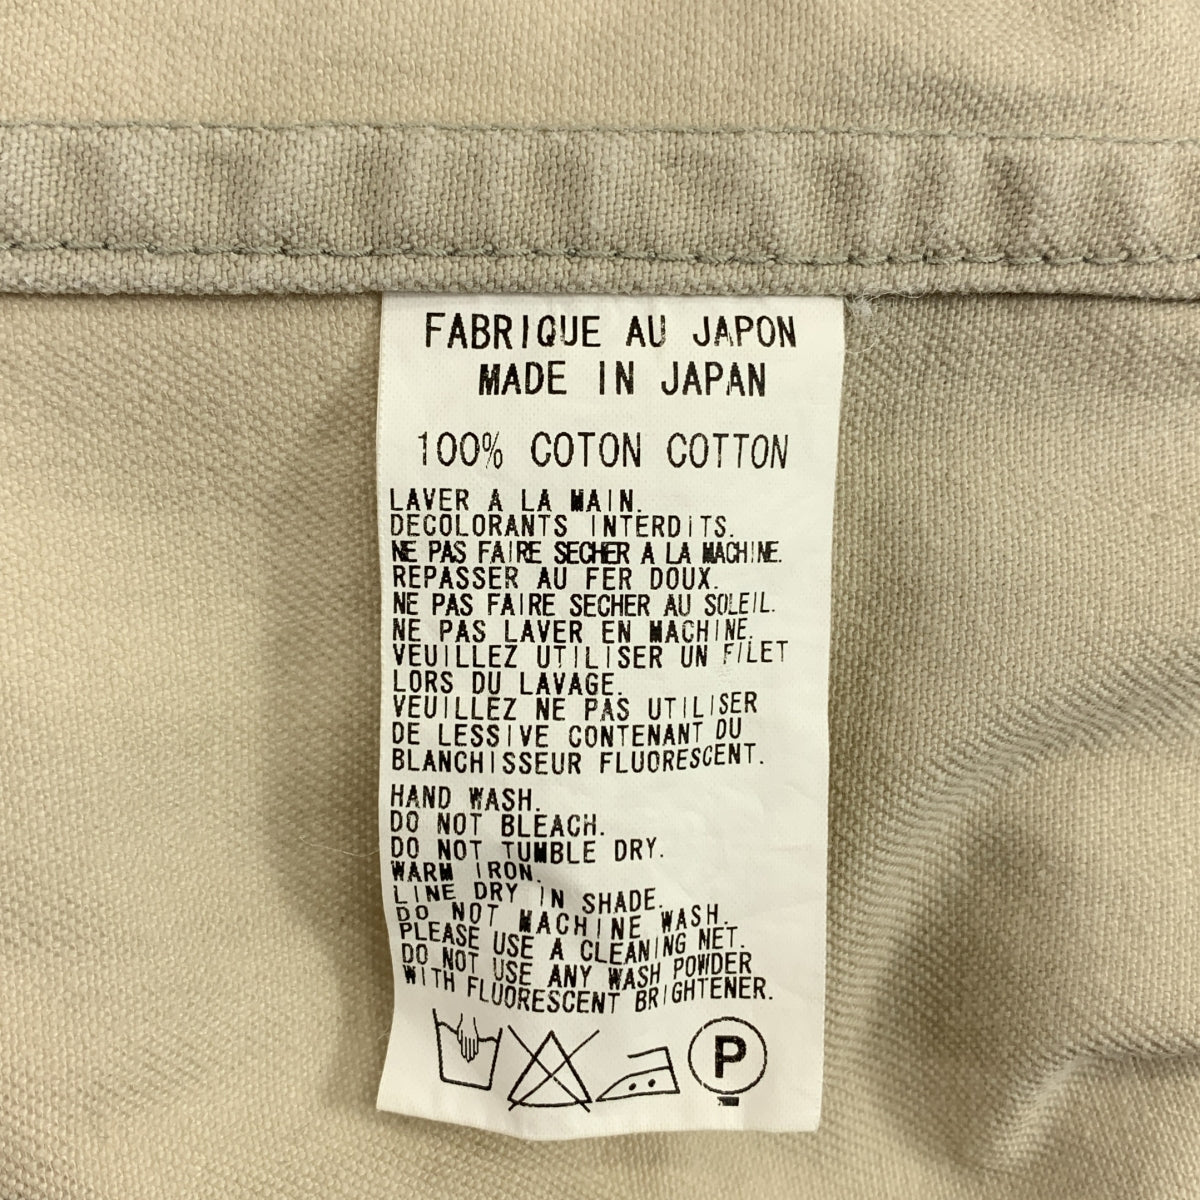 FABRIQUE AU JAPON
MADE IN JAPAN
100% COTON COTTON
LAVER A LA MAIN.
DECOLORANTS INTERDITS.
NE PAS FAIRE SECHER A LA MACHINE.
REPASSER AU FER DOUX.
NE PAS FAIRE SECHER AU SOLEIL.
NE PAS LAVER EN MACHINE.
VEUILLEZ UTILISER UN FILET
LORS DU LAVAGE.
VEUILLEZ NE PAS UTILISER
DE LESSIVE CONTENANT DU
BLANCHISSEUR FLUORESCENT.
HAND WASH.
DO NOT BLEACH.
DO NOT TUMBLE DRY.
WARM IRON.
LINE DRY IN SHADE.
DO NOT MACHINE WASH.
PLEASE USE A CLEANING NET.
DO NOT USE ANY WASH POWDER
WITH FLUORESCENT BRIGHTENER.
P